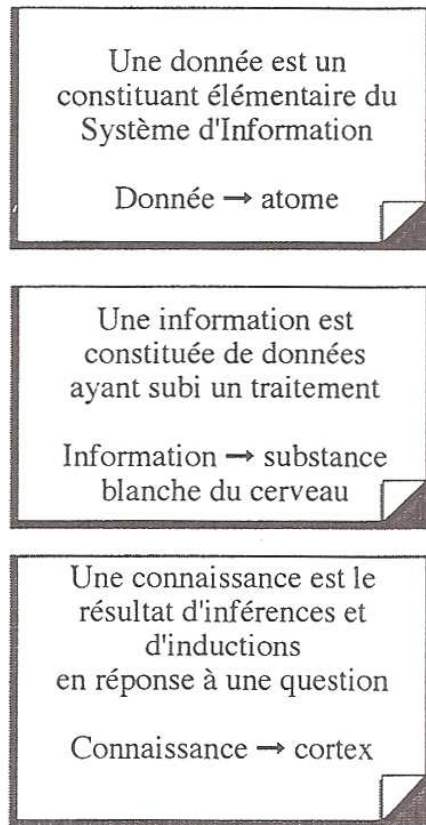 Une donnée est un
constituant élémentaire du
Système d'Information
Donnée → atome
Une information est
constituée de données
ayant subi un traitement
Information → substance
blanche du cerveau
Une connaissance est le
résultat d'inférences et
d'inductions
en réponse à une question
Connaissance → cortex